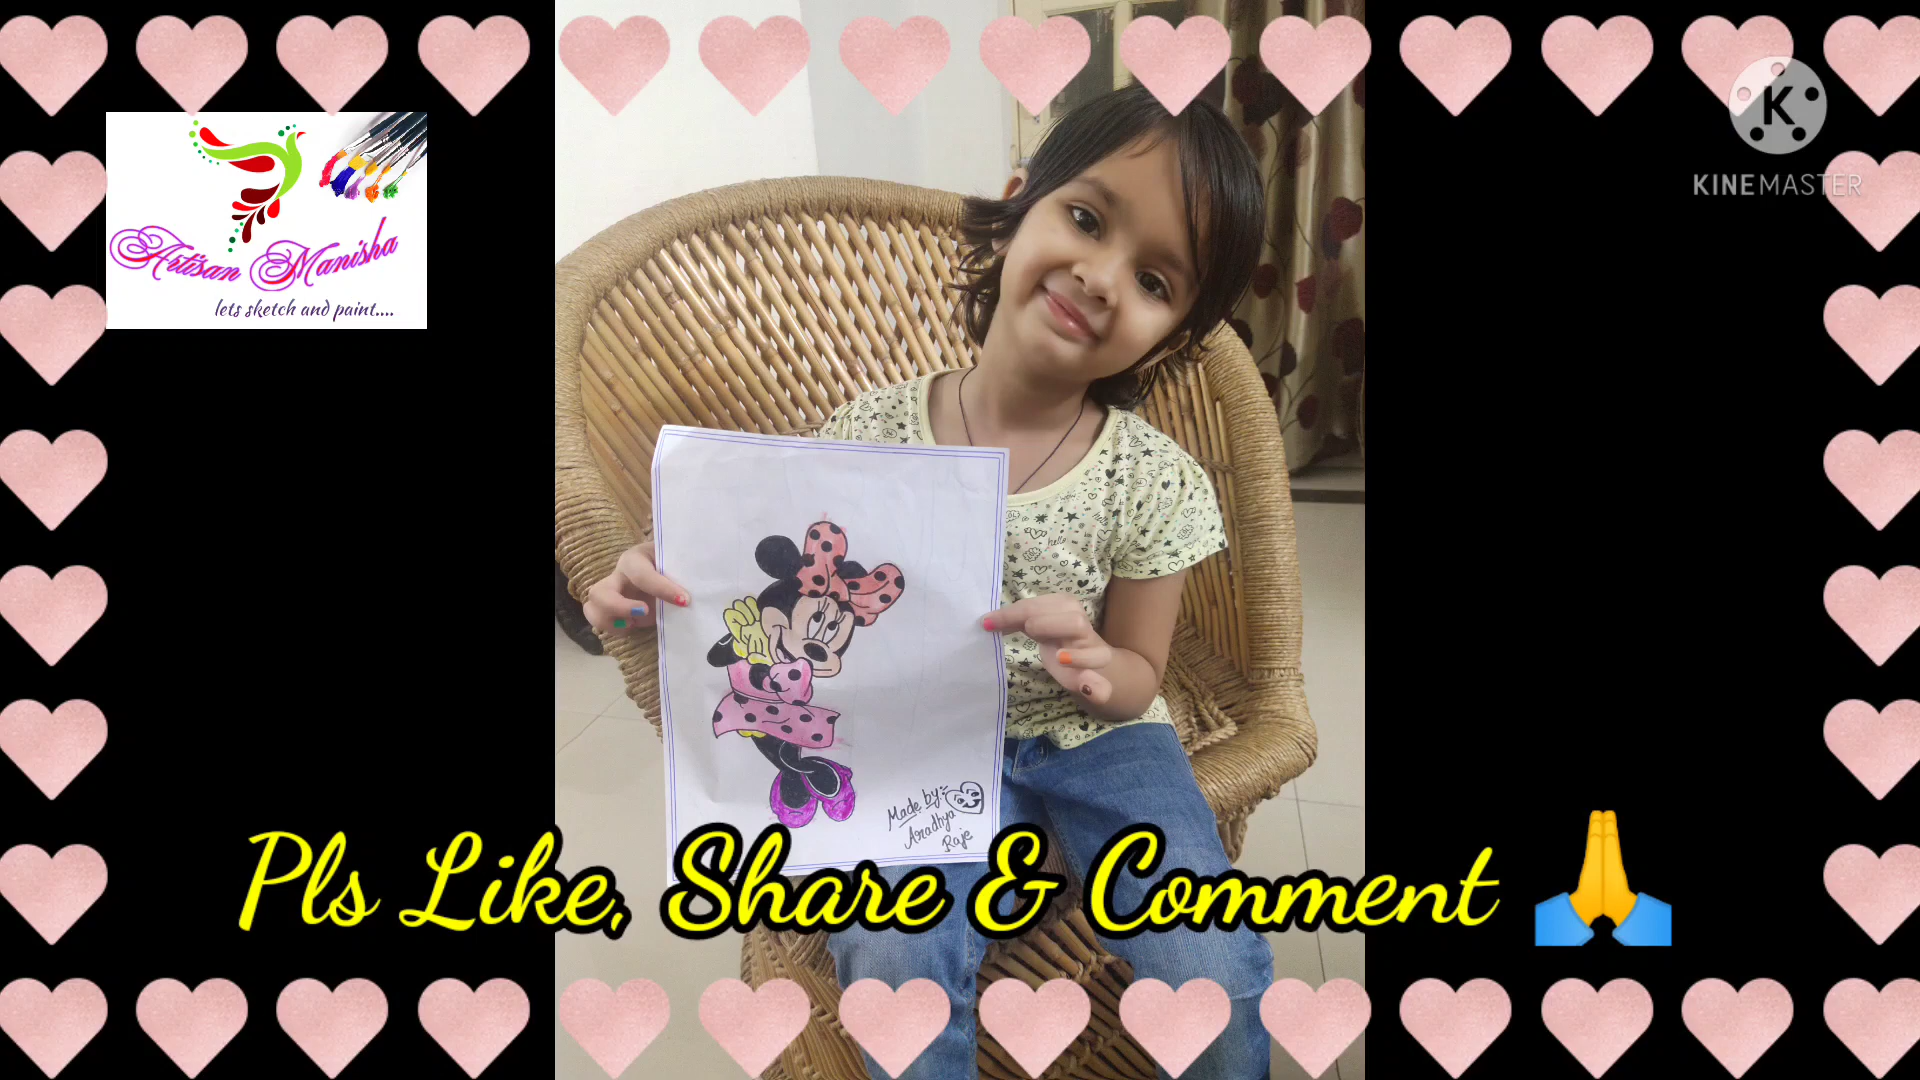 Artisan Manisha
lets sketch and paint....
K
KINEMASTER
Made by:-
Aradhya
Raje
Pls Like, Share & Comment 🙏